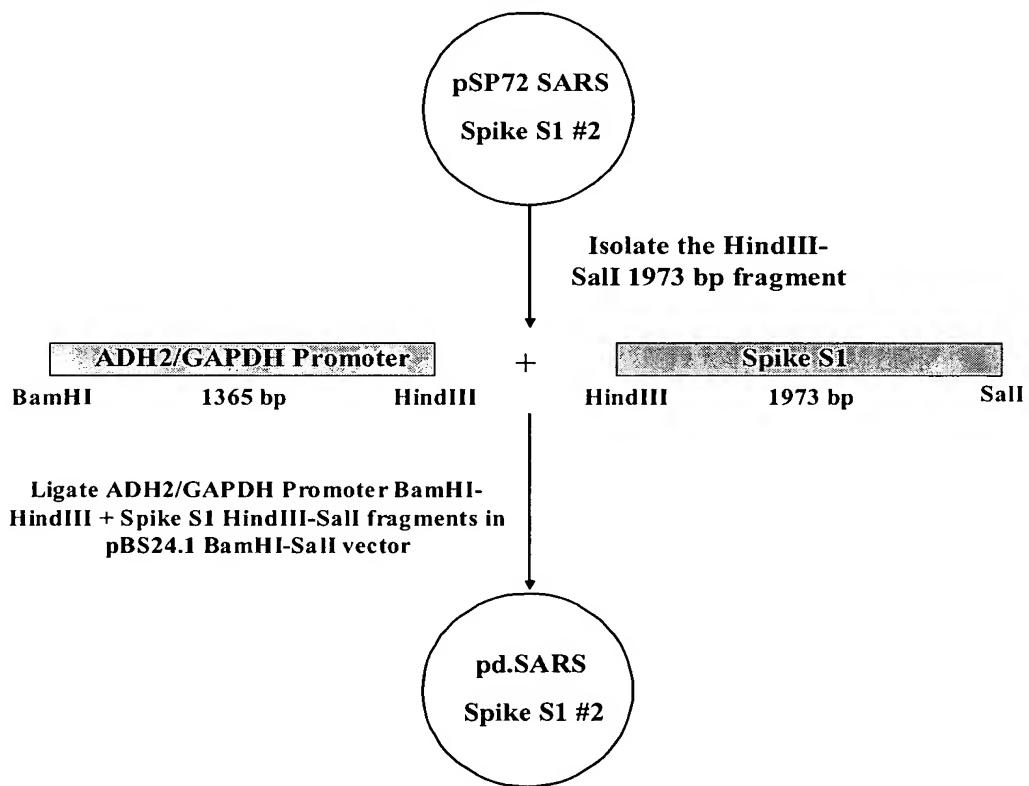 pSP72 SARS
Spike S1 #2
Isolate the HindIII-
SalI 1973 bp fragment
ADH2/GAPDH Promoter + Spike S1
BamHI 1365 bp HindIII HindIII 1973 bp SalI
Ligate ADH2/GAPDH Promoter BamHI-
HindIII + Spike S1 HindIII-SalI fragments in
pBS24.1 BamHI-SalI vector
pd.SARS
Spike S1 #2